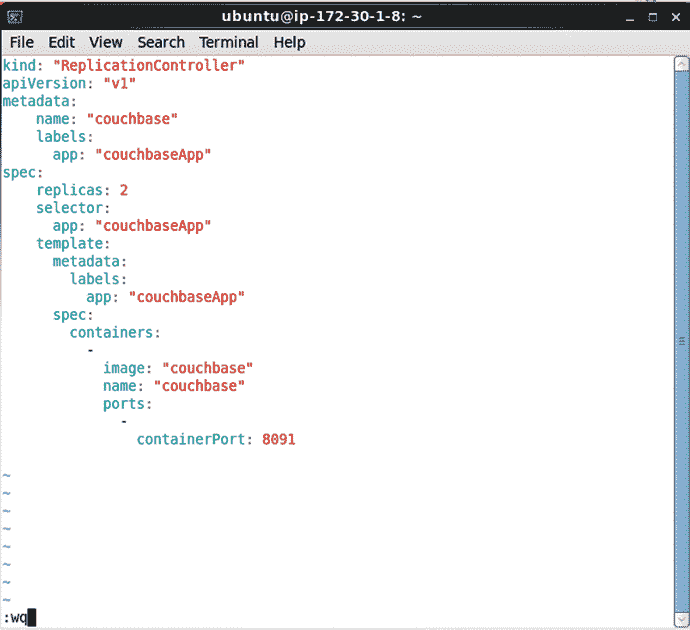 ubuntu@ip-172-30-1-8: ~
File Edit View Search Terminal Help
kind: "ReplicationController"
apiVersion: "v1"
metadata:
    name: "couchbase"
    labels:
      app: "couchbaseApp"
spec:
    replicas: 2
    selector:
      app: "couchbaseApp"
    template:
      metadata:
        labels:
          app: "couchbaseApp"
      spec:
        containers:
          -
            image: "couchbase"
            name: "couchbase"
            ports:
              -
                containerPort: 8091
~
~
~
~
~
~
~
~
:wq